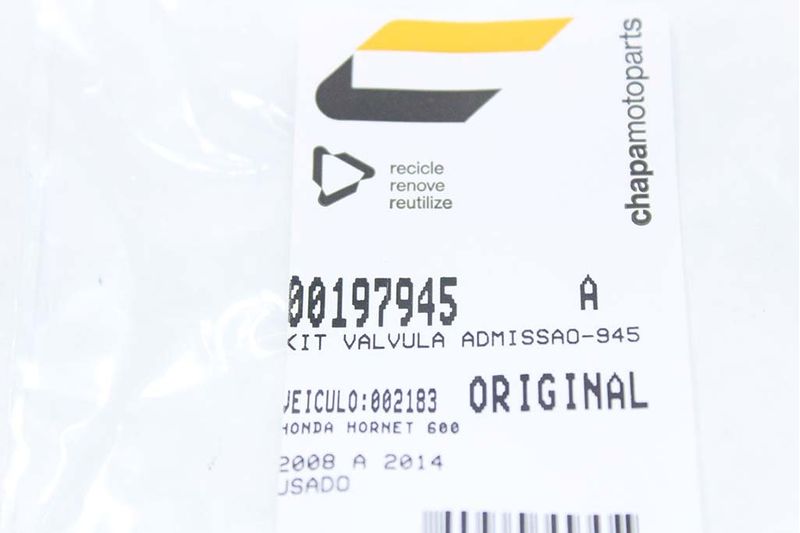 chapamotoparts
recicle
renove
reutilize
00197945 A
KIT VALVULA ADMISSAO-945
VEICULO:002183 ORIGINAL
HONDA HORNET 600
2008 A 2014
USADO